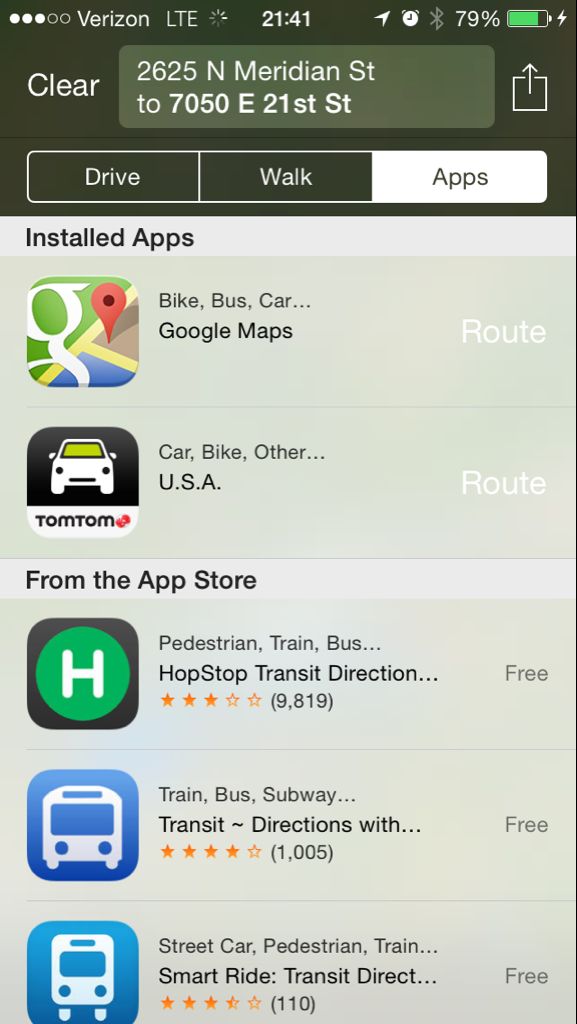 Verizon LTE 21:41 79%
Clear
2625 N Meridian St
to 7050 E 21st St
Drive Walk Apps
Installed Apps
Bike, Bus, Car...
Google Maps
Route
Car, Bike, Other...
U.S.A.
Route
TOMTOM
From the App Store
H
Pedestrian, Train, Bus...
HopStop Transit Direction...
Free
(9,819)
Train, Bus, Subway...
Transit ~ Directions with...
Free
(1,005)
Street Car, Pedestrian, Train...
Smart Ride: Transit Direct...
Free
(110)